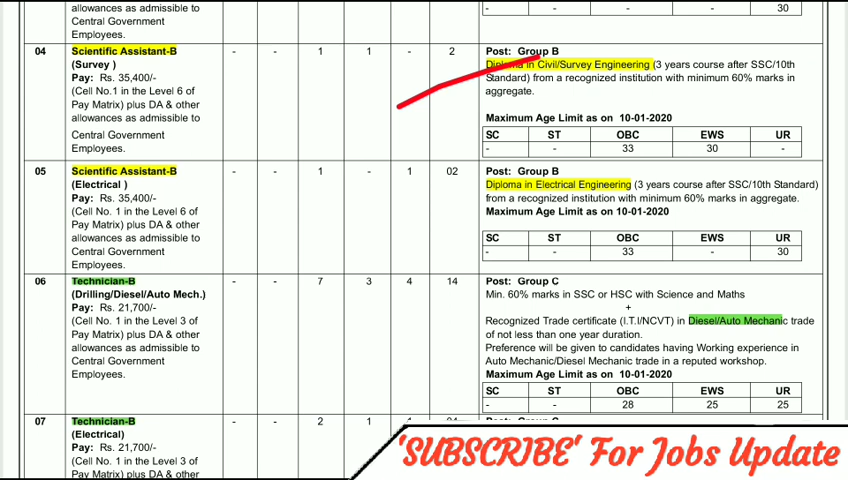 allowances as admissible to
Central Government
Employees.
- - - 30
04 Scientific Assistant-B - - 1 1 - 2 Post: Group B
(Survey ) Diploma in Civil/Survey Engineering (3 years course after SSC/10th
Pay: Rs. 35,400/- Standard) from a recognized institution with minimum 60% marks in
(Cell No.1 in the Level 6 of aggregate.
Pay Matrix) plus DA & other
allowances as admissible to Maximum Age Limit as on 10-01-2020
Central Government SC ST OBC EWS UR
Employees. - - 33 30 -
05 Scientific Assistant-B - - 1 - 1 02 Post: Group B
(Electrical ) Diploma in Electrical Engineering (3 years course after SSC/10th Standard)
Pay: Rs. 35,400/- from a recognized institution with minimum 60% marks in aggregate.
(Cell No. 1 in the Level 6 of Maximum Age Limit as on 10-01-2020
Pay Matrix) plus DA & other
allowances as admissible to SC ST OBC EWS UR
Central Government - - 33 - 30
Employees.
06 Technician-B - - 7 3 4 14 Post: Group C
(Drilling/Diesel/Auto Mech.) Min. 60% marks in SSC or HSC with Science and Maths
Pay: Rs. 21,700/- +
(Cell No. 1 in the Level 3 of Recognized Trade certificate (I.T.I/NCVT) in Diesel/Auto Mechanic trade
Pay Matrix) plus DA & other of not less than one year duration.
allowances as admissible to Preference will be given to candidates having Working experience in
Central Government Auto Mechanic/Diesel Mechanic trade in a reputed workshop.
Employees. Maximum Age Limit as on 10-01-2020
SC ST OBC EWS UR
- - 28 25 25
07 Technician-B - - 2 1
(Electrical)
Pay: Rs. 21,700/-
(Cell No. 1 in the Level 3 of
Pay Matrix) plus DA & other
'SUBSCRIBE' For Jobs Update